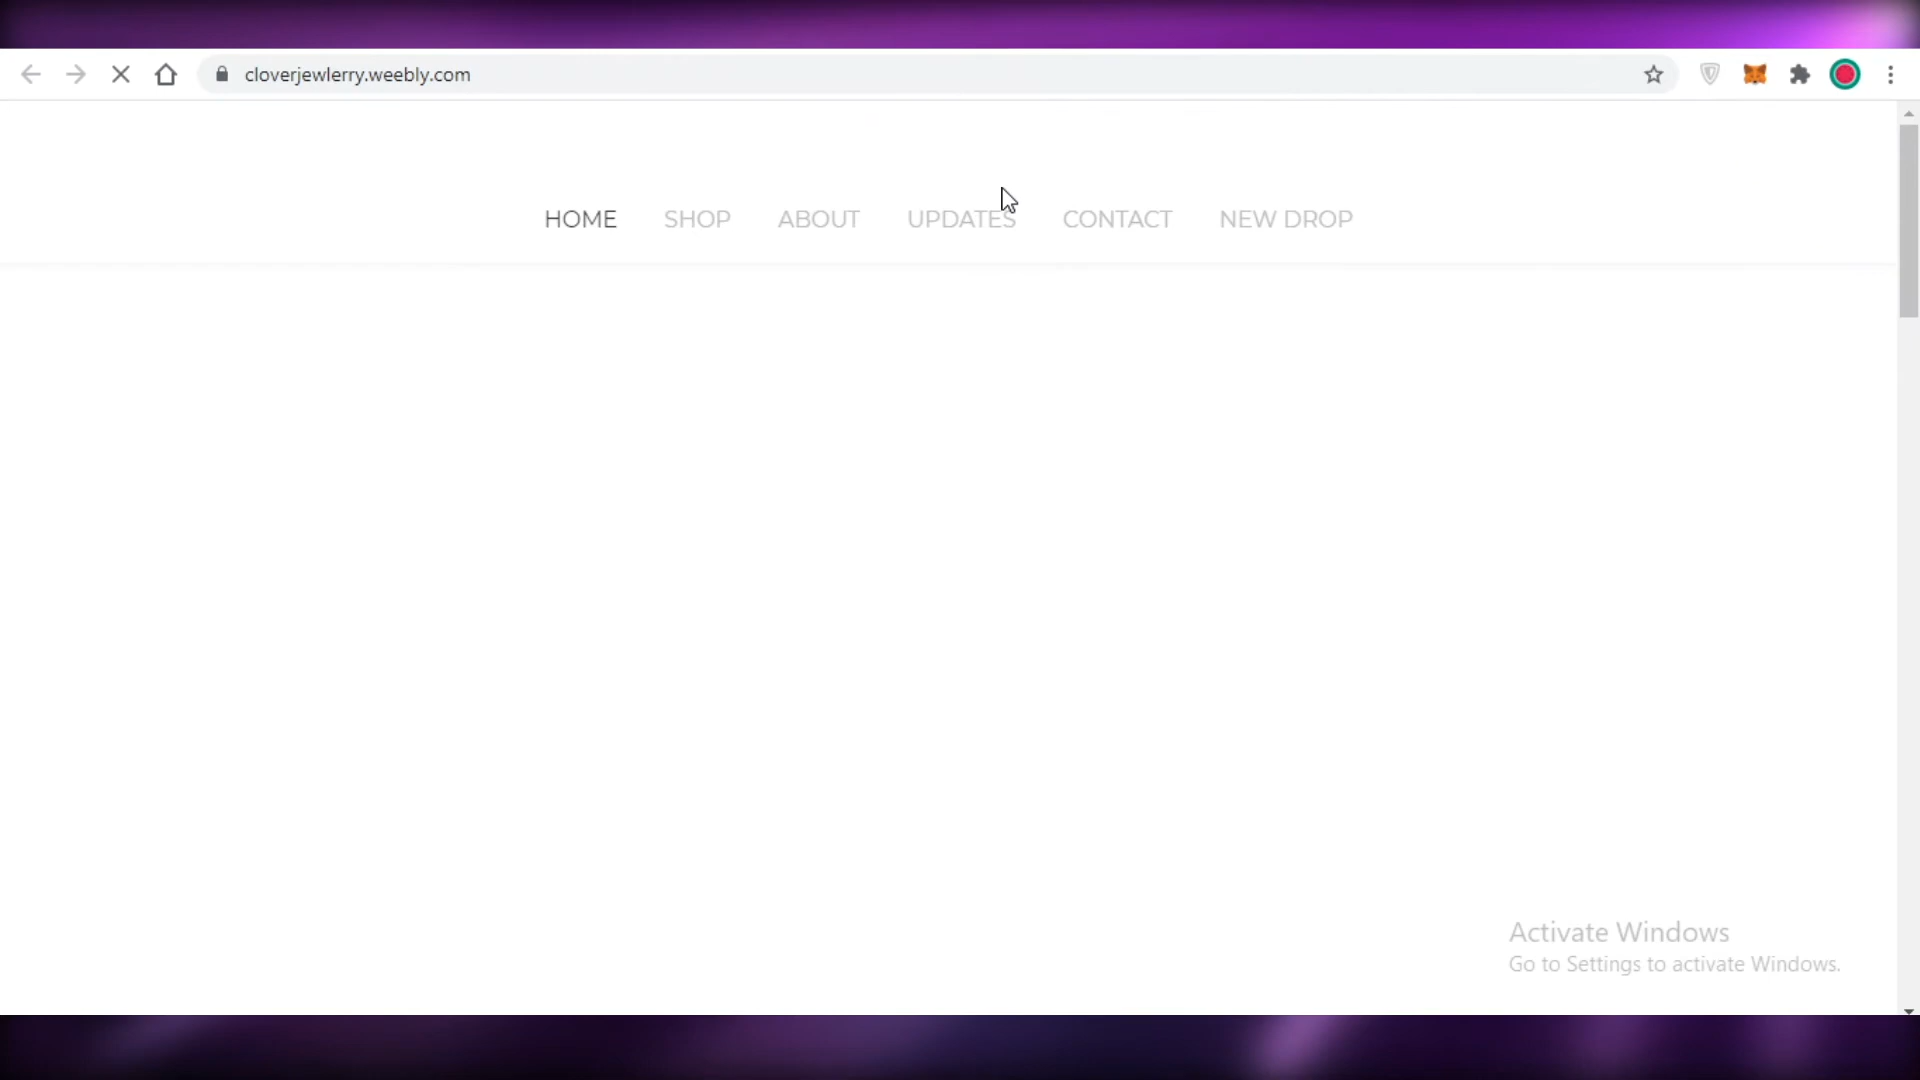 cloverjewlerry.weebly.com
HOME SHOP ABOUT UPDATES CONTACT NEW DROP
Activate Windows
Go to Settings to activate Windows.